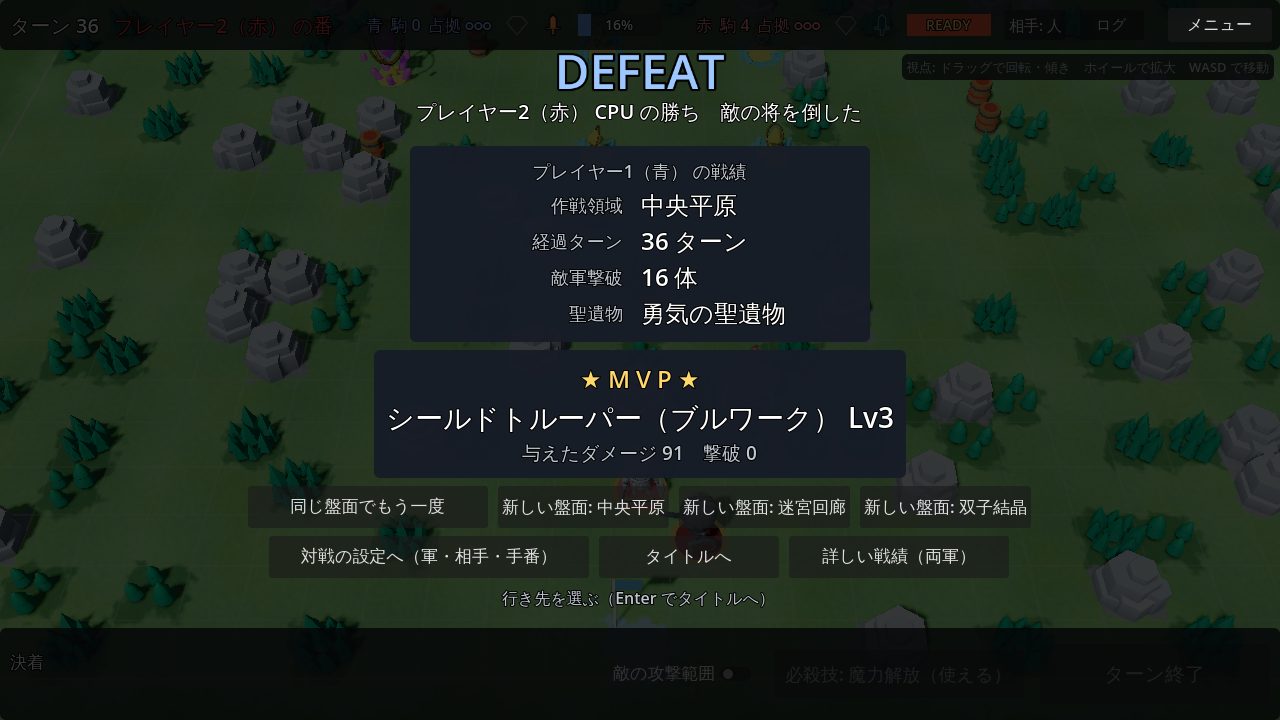 ターン 36 プレイヤー2（赤） の番 青 駒 0 占拠 ○○○ 16% 赤 駒 4 占拠 ○○○ READY 相手: 人 ログ メニュー
視点: ドラッグで回転・傾き ホイールで拡大 WASD で移動
DEFEAT
プレイヤー2（赤） CPU の勝ち 敵の将を倒した
プレイヤー1（青） の戦績
作戦領域 中央平原
経過ターン 36 ターン
敵軍撃破 16 体
聖遺物 勇気の聖遺物
★ M V P ★
シールドトルーパー（ブルワーク） Lv3
与えたダメージ 91 撃破 0
同じ盤面でもう一度 新しい盤面: 中央平原 新しい盤面: 迷宮回廊 新しい盤面: 双子結晶
対戦の設定へ（軍・相手・手番） タイトルへ 詳しい戦績（両軍）
行き先を選ぶ（Enter でタイトルへ）
決着
敵の攻撃範囲 必殺技: 魔力解放（使える） ターン終了